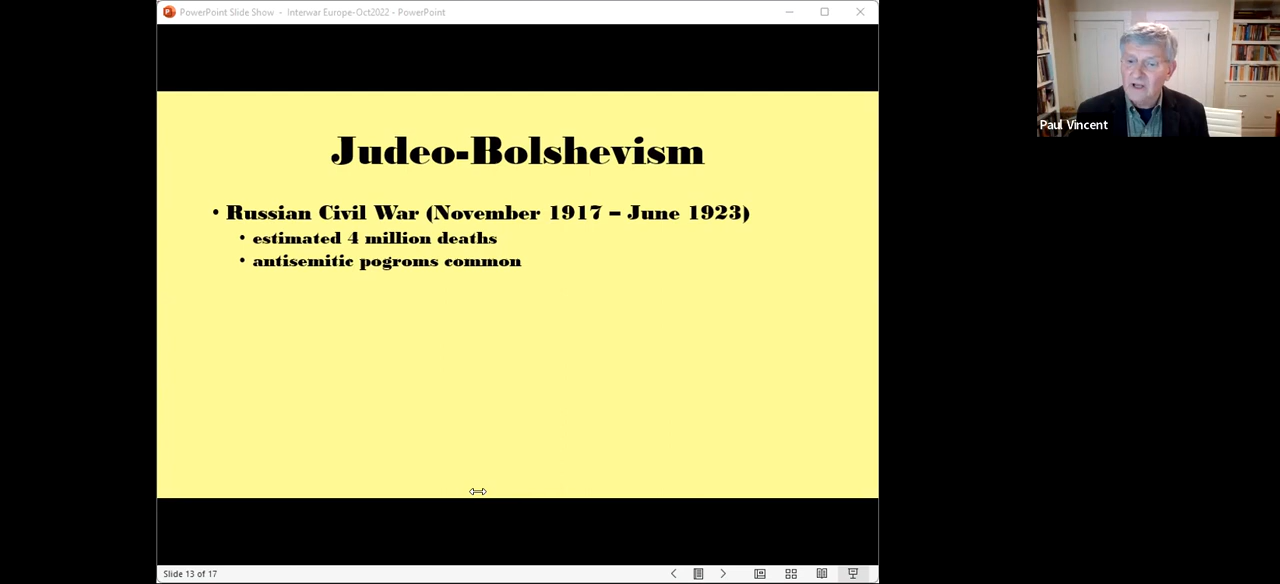 PowerPoint Slide Show - Interwar Europe-Oct2022 - PowerPoint
Judeo-Bolshevism
• Russian Civil War (November 1917 – June 1923)
• estimated 4 million deaths
• antisemitic pogroms common
Paul Vincent
Slide 13 of 17